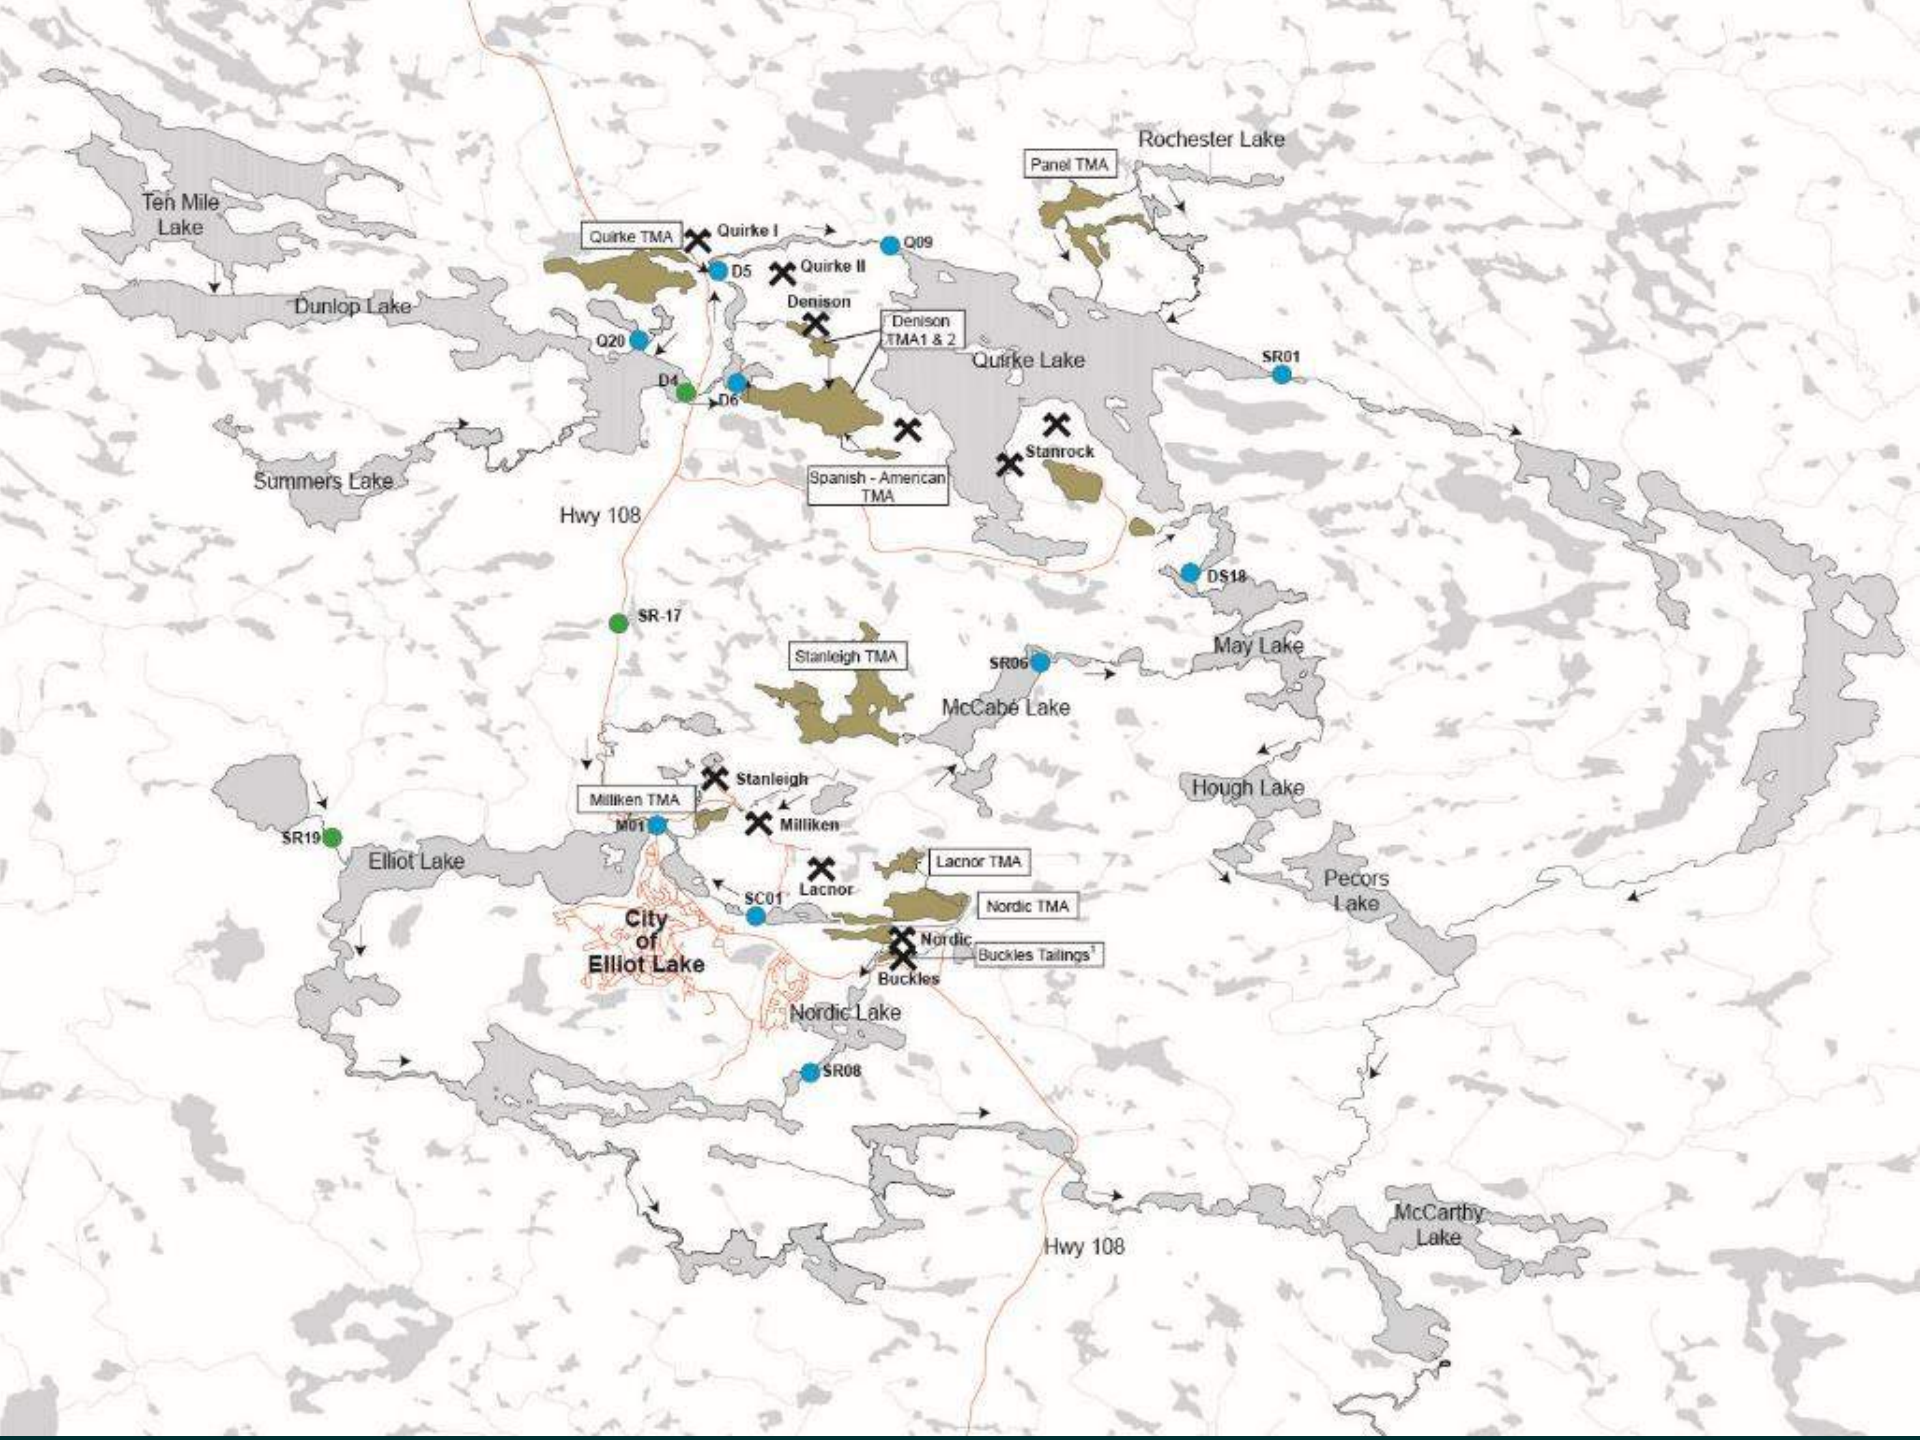 Rochester Lake
Panel TMA
Ten Mile
Lake
Quirke TMA
Quirke I
Q09
D5
Quirke II
Denison
Dunlop Lake
Denison
TMA1 & 2
Q20
Quirke Lake
SR01
D4
D6
Stanrock
Summers Lake
Spanish - American
TMA
Hwy 108
DS18
SR-17
Stanleigh TMA
May Lake
SR06
McCabe Lake
Stanleigh
Milliken TMA
Hough Lake
M01
Milliken
SR19
Elliot Lake
Lacnor TMA
Lacnor
Pecors
Lake
SC01
Nordic TMA
City
of
Elliot Lake
Nordic
Buckles Tailings¹
Buckles
Nordic Lake
SR08
McCarthy
Lake
Hwy 108